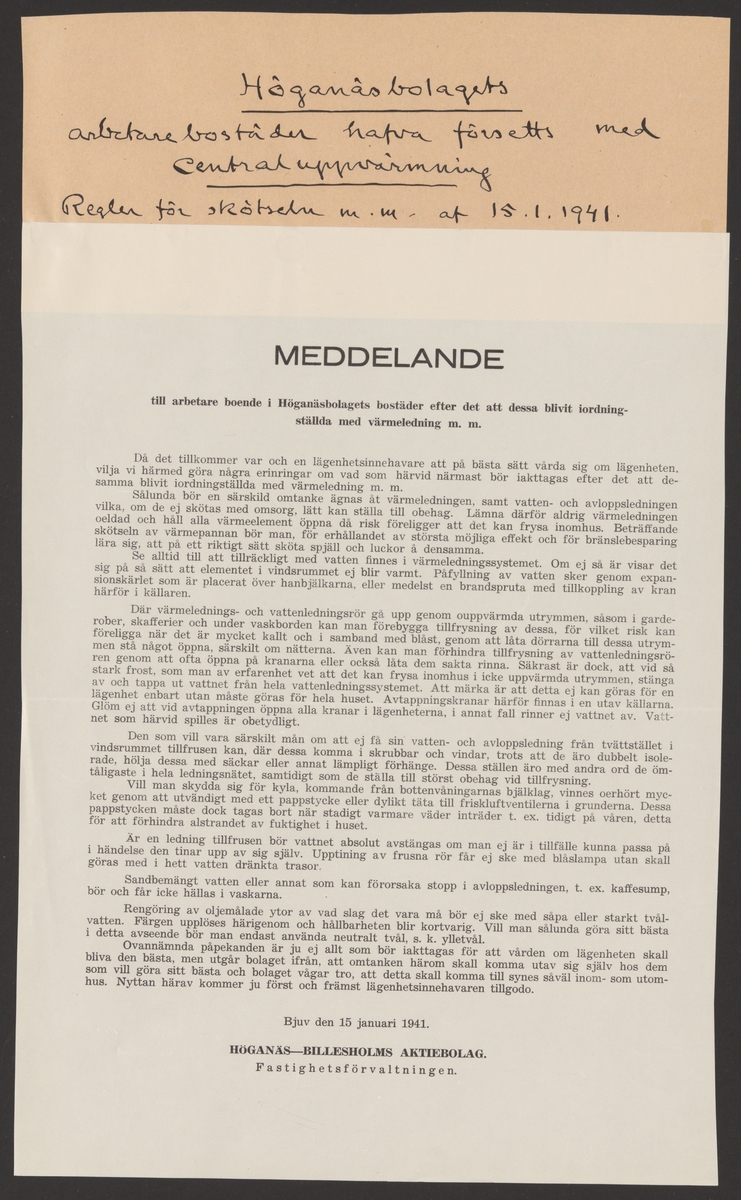 Höganäsbolagets
arbetarebostäder hafva försetts med
Centraluppvärmning
Regler för skötseln m.m. af 15.1.1941.
MEDDELANDE
till arbetare boende i Höganäsbolagets bostäder efter det att dessa blivit iordning-
ställda med värmeledning m. m.
Då det tillkommer var och en lägenhetsinnehavare att på bästa sätt vårda sig om lägenheten,
vilja vi härmed göra några erinringar om vad som härvid närmast bör iakttagas efter det att de-
samma blivit iordningställda med värmeledning m. m.
Sålunda bör en särskild omtanke ägnas åt värmeledningen, samt vatten- och avloppsledningen
vilka, om de ej skötas med omsorg, lätt kan ställa till obehag. Lämna därför aldrig värmeledningen
oeldad och håll alla värmeelement öppna då risk föreligger att det kan frysa inomhus. Beträffande
skötseln av värmepannan bör man, för erhållandet av största möjliga effekt och för bränslebesparing
lära sig, att på ett riktigt sätt sköta spjäll och luckor å densamma.
Se alltid till att tillräckligt med vatten finnes i värmeledningssystemet. Om ej så är visar det
sig på så sätt att elementet i vindsrummet ej blir varmt. Påfyllning av vatten sker genom expan-
sionskärlet som är placerat över hanbjälkarna, eller medelst en brandspruta med tillkoppling av kran
härför i källaren.
Där värmelednings- och vattenledningsrör gå upp genom ouppvärmda utrymmen, såsom i garde-
rober, skafferier och under vaskborden kan man förebygga tillfrysning av dessa, för vilket risk kan
föreligga när det är mycket kallt och i samband med blåst, genom att låta dörrarna till dessa utrym-
men stå något öppna, särskilt om nätterna. Även kan man förhindra tillfrysning av vattenledningsrö-
ren genom att ofta öppna på kranarna eller också låta dem sakta rinna. Säkrast är dock, att vid så
stark frost, som man av erfarenhet vet att det kan frysa inomhus i icke uppvärmda utrymmen, stänga
av och tappa ut vattnet från hela vattenledningssystemet. Att märka är att detta ej kan göras för en
lägenhet enbart utan måste göras för hela huset. Avtappningskranar härför finnas i en utav källarna.
Glöm ej att vid avtappningen öppna alla kranar i lägenheterna, i annat fall rinner ej vattnet av. Vatt-
net som härvid spilles är obetydligt.
Den som vill vara särskilt mån om att ej få sin vatten- och avloppsledning från tvättstället i
vindsrummet tillfrusen kan, där dessa komma i skrubbar och vindar, trots att de äro dubbelt isole-
rade, hölja dessa med säckar eller annat lämpligt förhänge. Dessa ställen äro med andra ord de öm-
tåligaste i hela ledningsnätet, samtidigt som de ställa till störst obehag vid tillfrysning.
Vill man skydda sig för kyla, kommande från bottenvåningarnas bjälklag, vinnes oerhört myc-
ket genom att utvändigt med ett pappstycke eller dylikt täta till friskluftventilerna i grunderna. Dessa
pappstycken måste dock tagas bort när stadigt varmare väder inträder t. ex. tidigt på våren, detta
för att förhindra alstrandet av fuktighet i huset.
Är en ledning tillfrusen bör vattnet absolut avstängas om man ej är i tillfälle kunna passa på
i händelse den tinar upp av sig själv. Upptining av frusna rör får ej ske med blåslampa utan skall
göras med i hett vatten dränkta trasor.
Sandbemängt vatten eller annat som kan förorsaka stopp i avloppsledningen, t. ex. kaffesump,
bör och får icke hällas i vaskarna.
Rengöring av oljemålade ytor av vad slag det vara må bör ej ske med såpa eller starkt tvål-
vatten. Färgen upplöses härigenom och hållbarheten blir kortvarig. Vill man sålunda göra sitt bästa
i detta avseende bör man endast använda neutralt tvål, s. k. ylletvål.
Ovannämnda påpekanden är ju ej allt som bör iakttagas för att vården om lägenheten skall
bliva den bästa, men utgår bolaget ifrån, att omtanken härom skall komma utav sig själv hos dem
som vill göra sitt bästa och bolaget vågar tro, att detta skall komma till synes såväl inom- som utom-
hus. Nyttan härav kommer ju först och främst lägenhetsinnehavaren tillgodo.
Bjuv den 15 januari 1941.
HÖGANÄS—BILLESHOLMS AKTIEBOLAG.
Fastighetsförvaltningen.